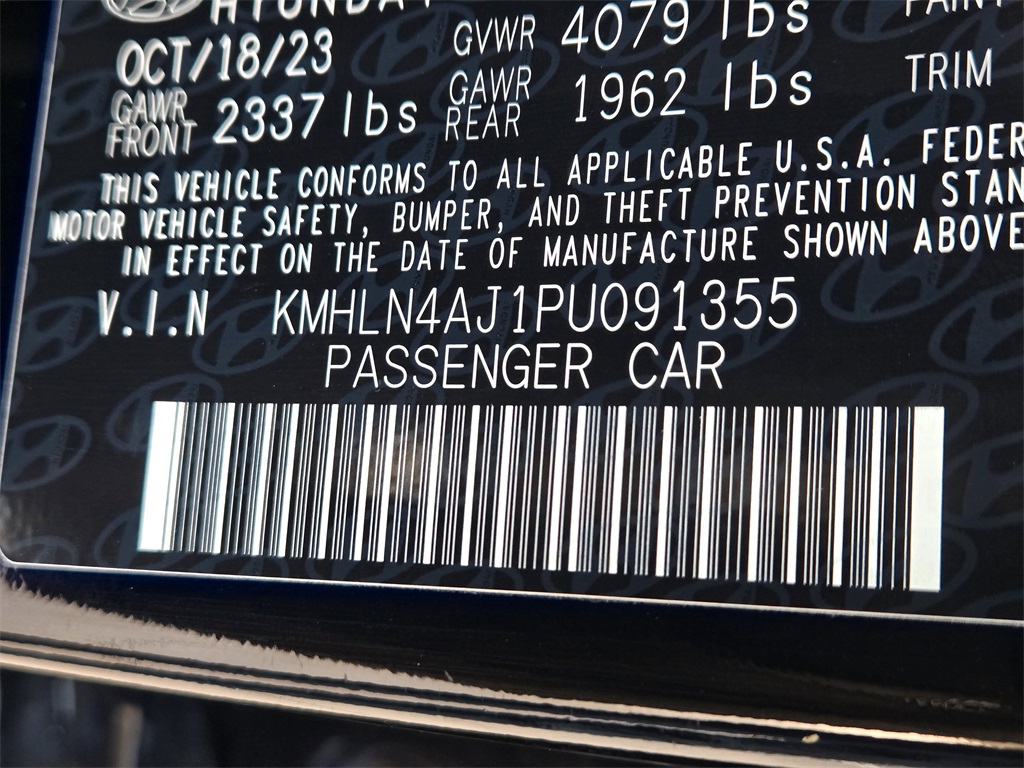 HYUNDAI
OCT/18/23 GVWR 4079 lbs PAINT
GAWR FRONT 2337 lbs GAWR REAR 1962 lbs TRIM
THIS VEHICLE CONFORMS TO ALL APPLICABLE U.S.A. FEDER
MOTOR VEHICLE SAFETY, BUMPER, AND THEFT PREVENTION STAN
IN EFFECT ON THE DATE OF MANUFACTURE SHOWN ABOVE
V.I.N KMHLN4AJ1PU091355
PASSENGER CAR